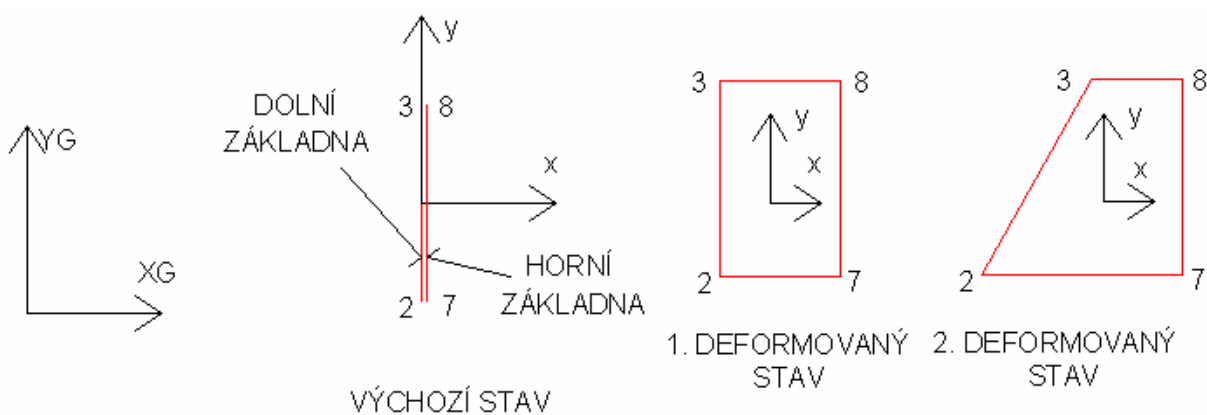 YG
XG
y
3 8
DOLNÍ
ZÁKLADNA
x
HORNÍ
ZÁKLADNA
2 7
VÝCHOZÍ STAV
3 8
y
x
2 7
1. DEFORMOVANÝ
STAV
3 8
y
x
2 7
2. DEFORMOVANÝ
STAV